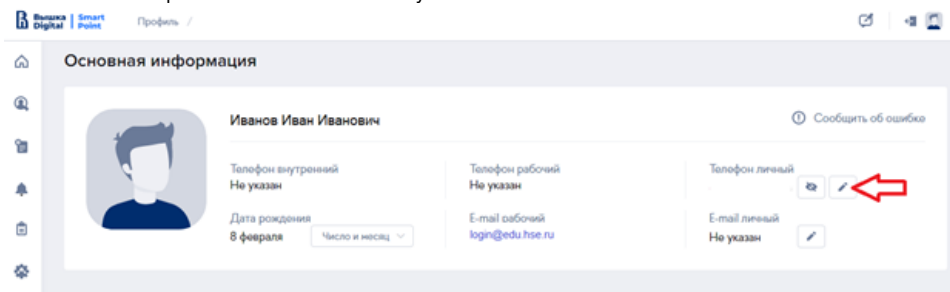 Вышка Digital | Smart Point
Профиль /
Основная информация
Иванов Иван Иванович
Сообщить об ошибке
Телефон внутренний
Не указан
Телефон рабочий
Не указан
Телефон личный
Дата рождения
8 февраля
Число и месяц
E-mail рабочий
login@edu.hse.ru
E-mail личный
Не указан